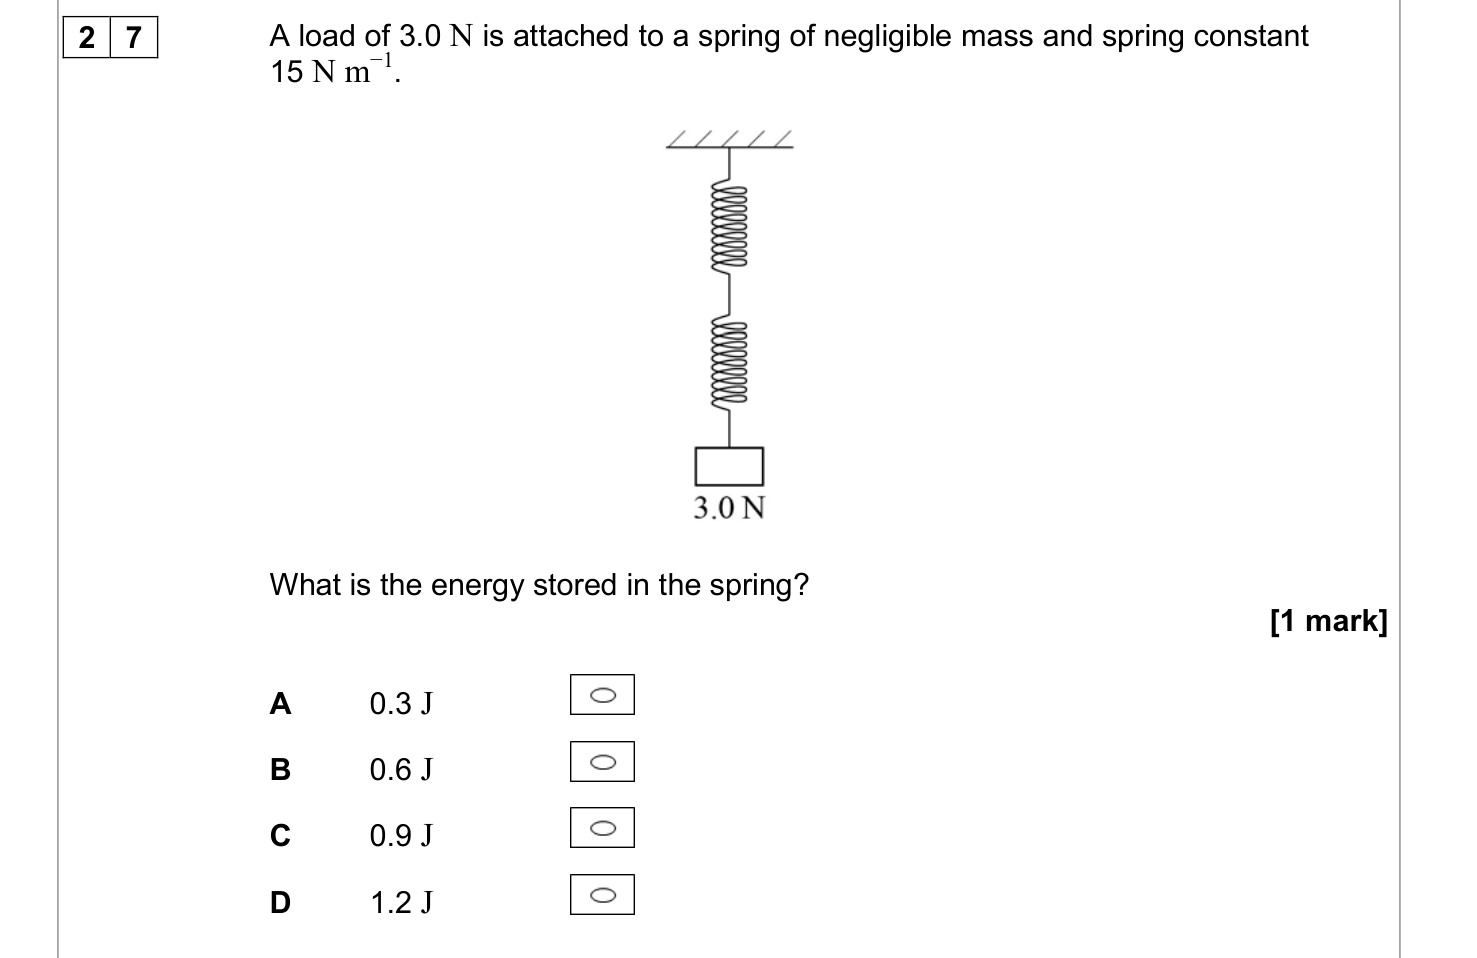 2 7
A load of 3.0 N is attached to a spring of negligible mass and spring constant
15 N m⁻¹.
3.0 N
What is the energy stored in the spring?
[1 mark]
A 0.3 J
B 0.6 J
C 0.9 J
D 1.2 J